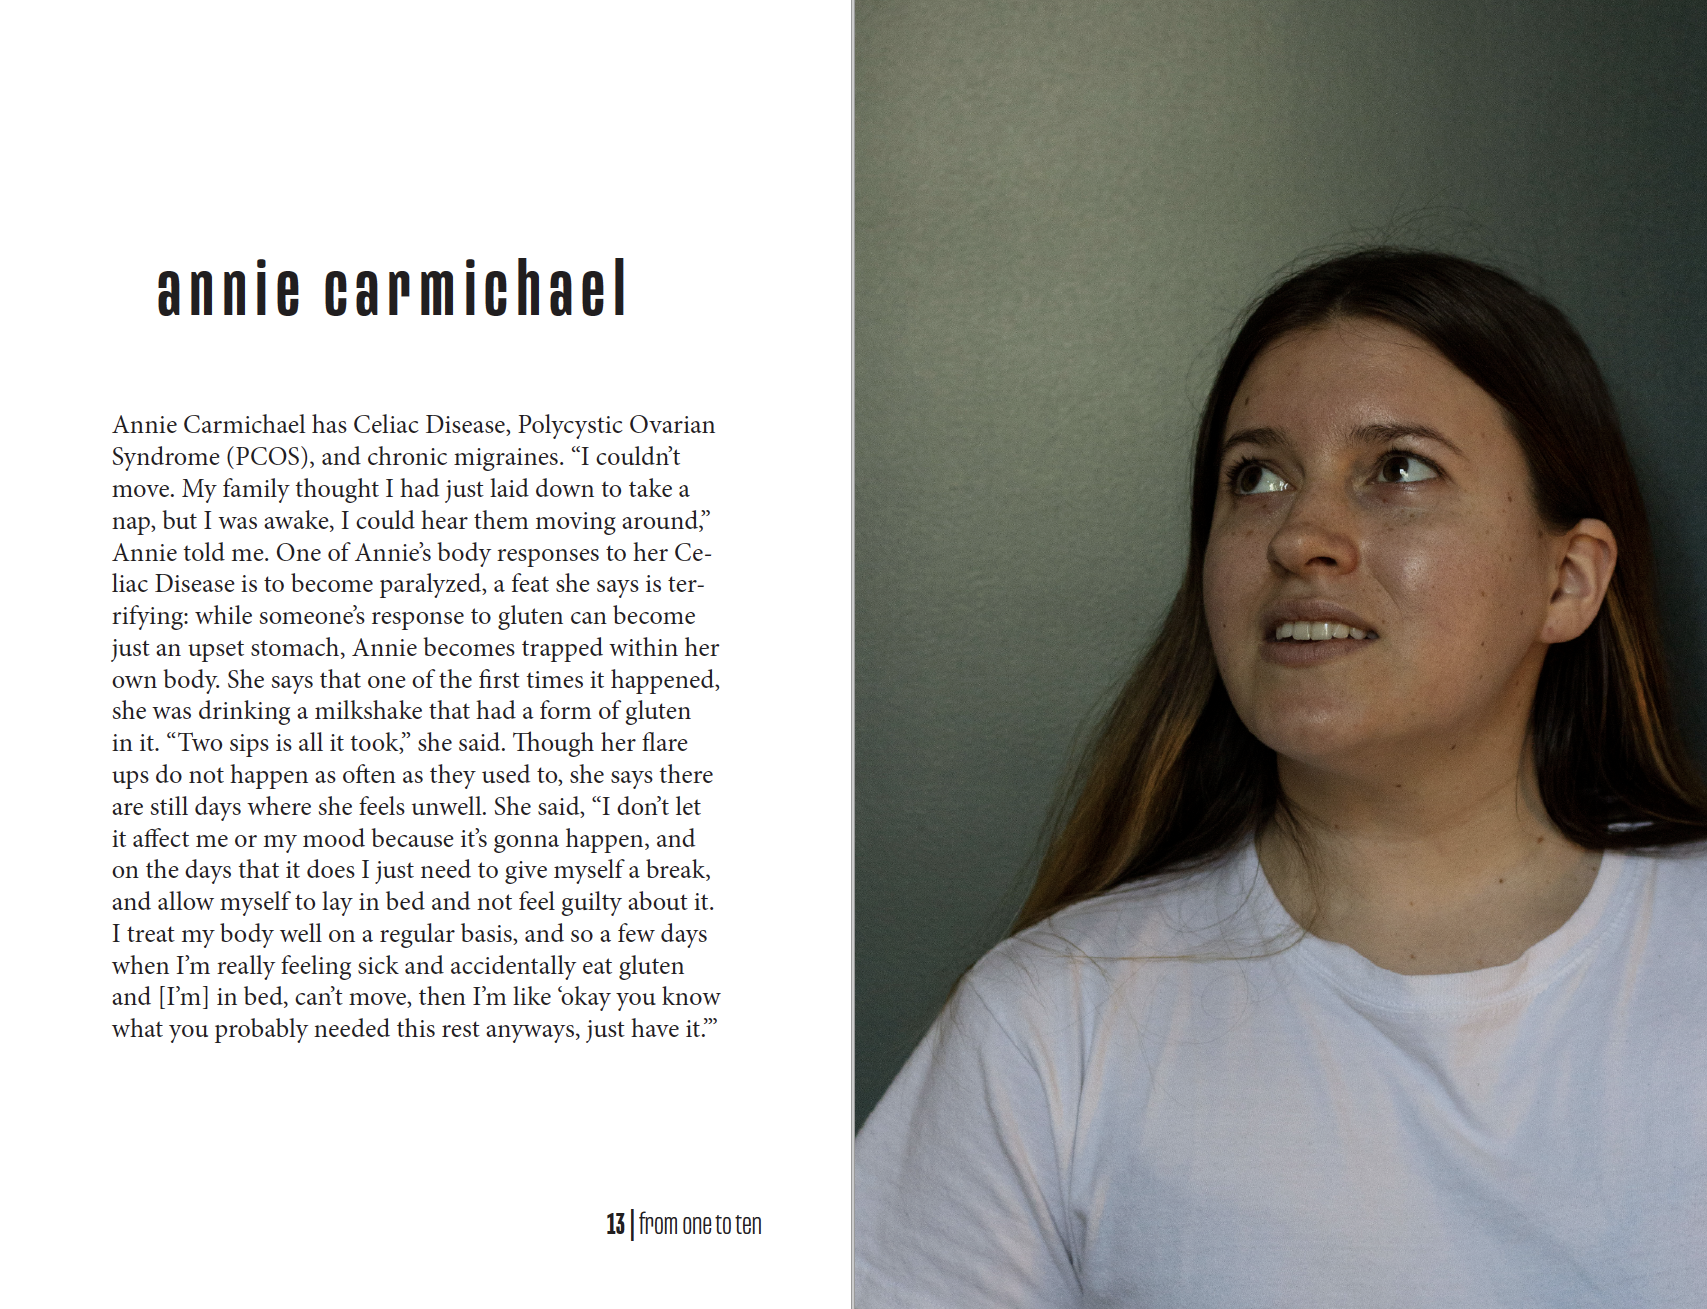 annie carmichael
Annie Carmichael has Celiac Disease, Polycystic Ovarian
Syndrome (PCOS), and chronic migraines. “I couldn’t
move. My family thought I had just laid down to take a
nap, but I was awake, I could hear them moving around,”
Annie told me. One of Annie’s body responses to her Ce-
liac Disease is to become paralyzed, a feat she says is ter-
rifying: while someone’s response to gluten can become
just an upset stomach, Annie becomes trapped within her
own body. She says that one of the first times it happened,
she was drinking a milkshake that had a form of gluten
in it. “Two sips is all it took,” she said. Though her flare
ups do not happen as often as they used to, she says there
are still days where she feels unwell. She said, “I don’t let
it affect me or my mood because it’s gonna happen, and
on the days that it does I just need to give myself a break,
and allow myself to lay in bed and not feel guilty about it.
I treat my body well on a regular basis, and so a few days
when I’m really feeling sick and accidentally eat gluten
and [I’m] in bed, can’t move, then I’m like ‘okay you know
what you probably needed this rest anyways, just have it.’”
13 | from one to ten